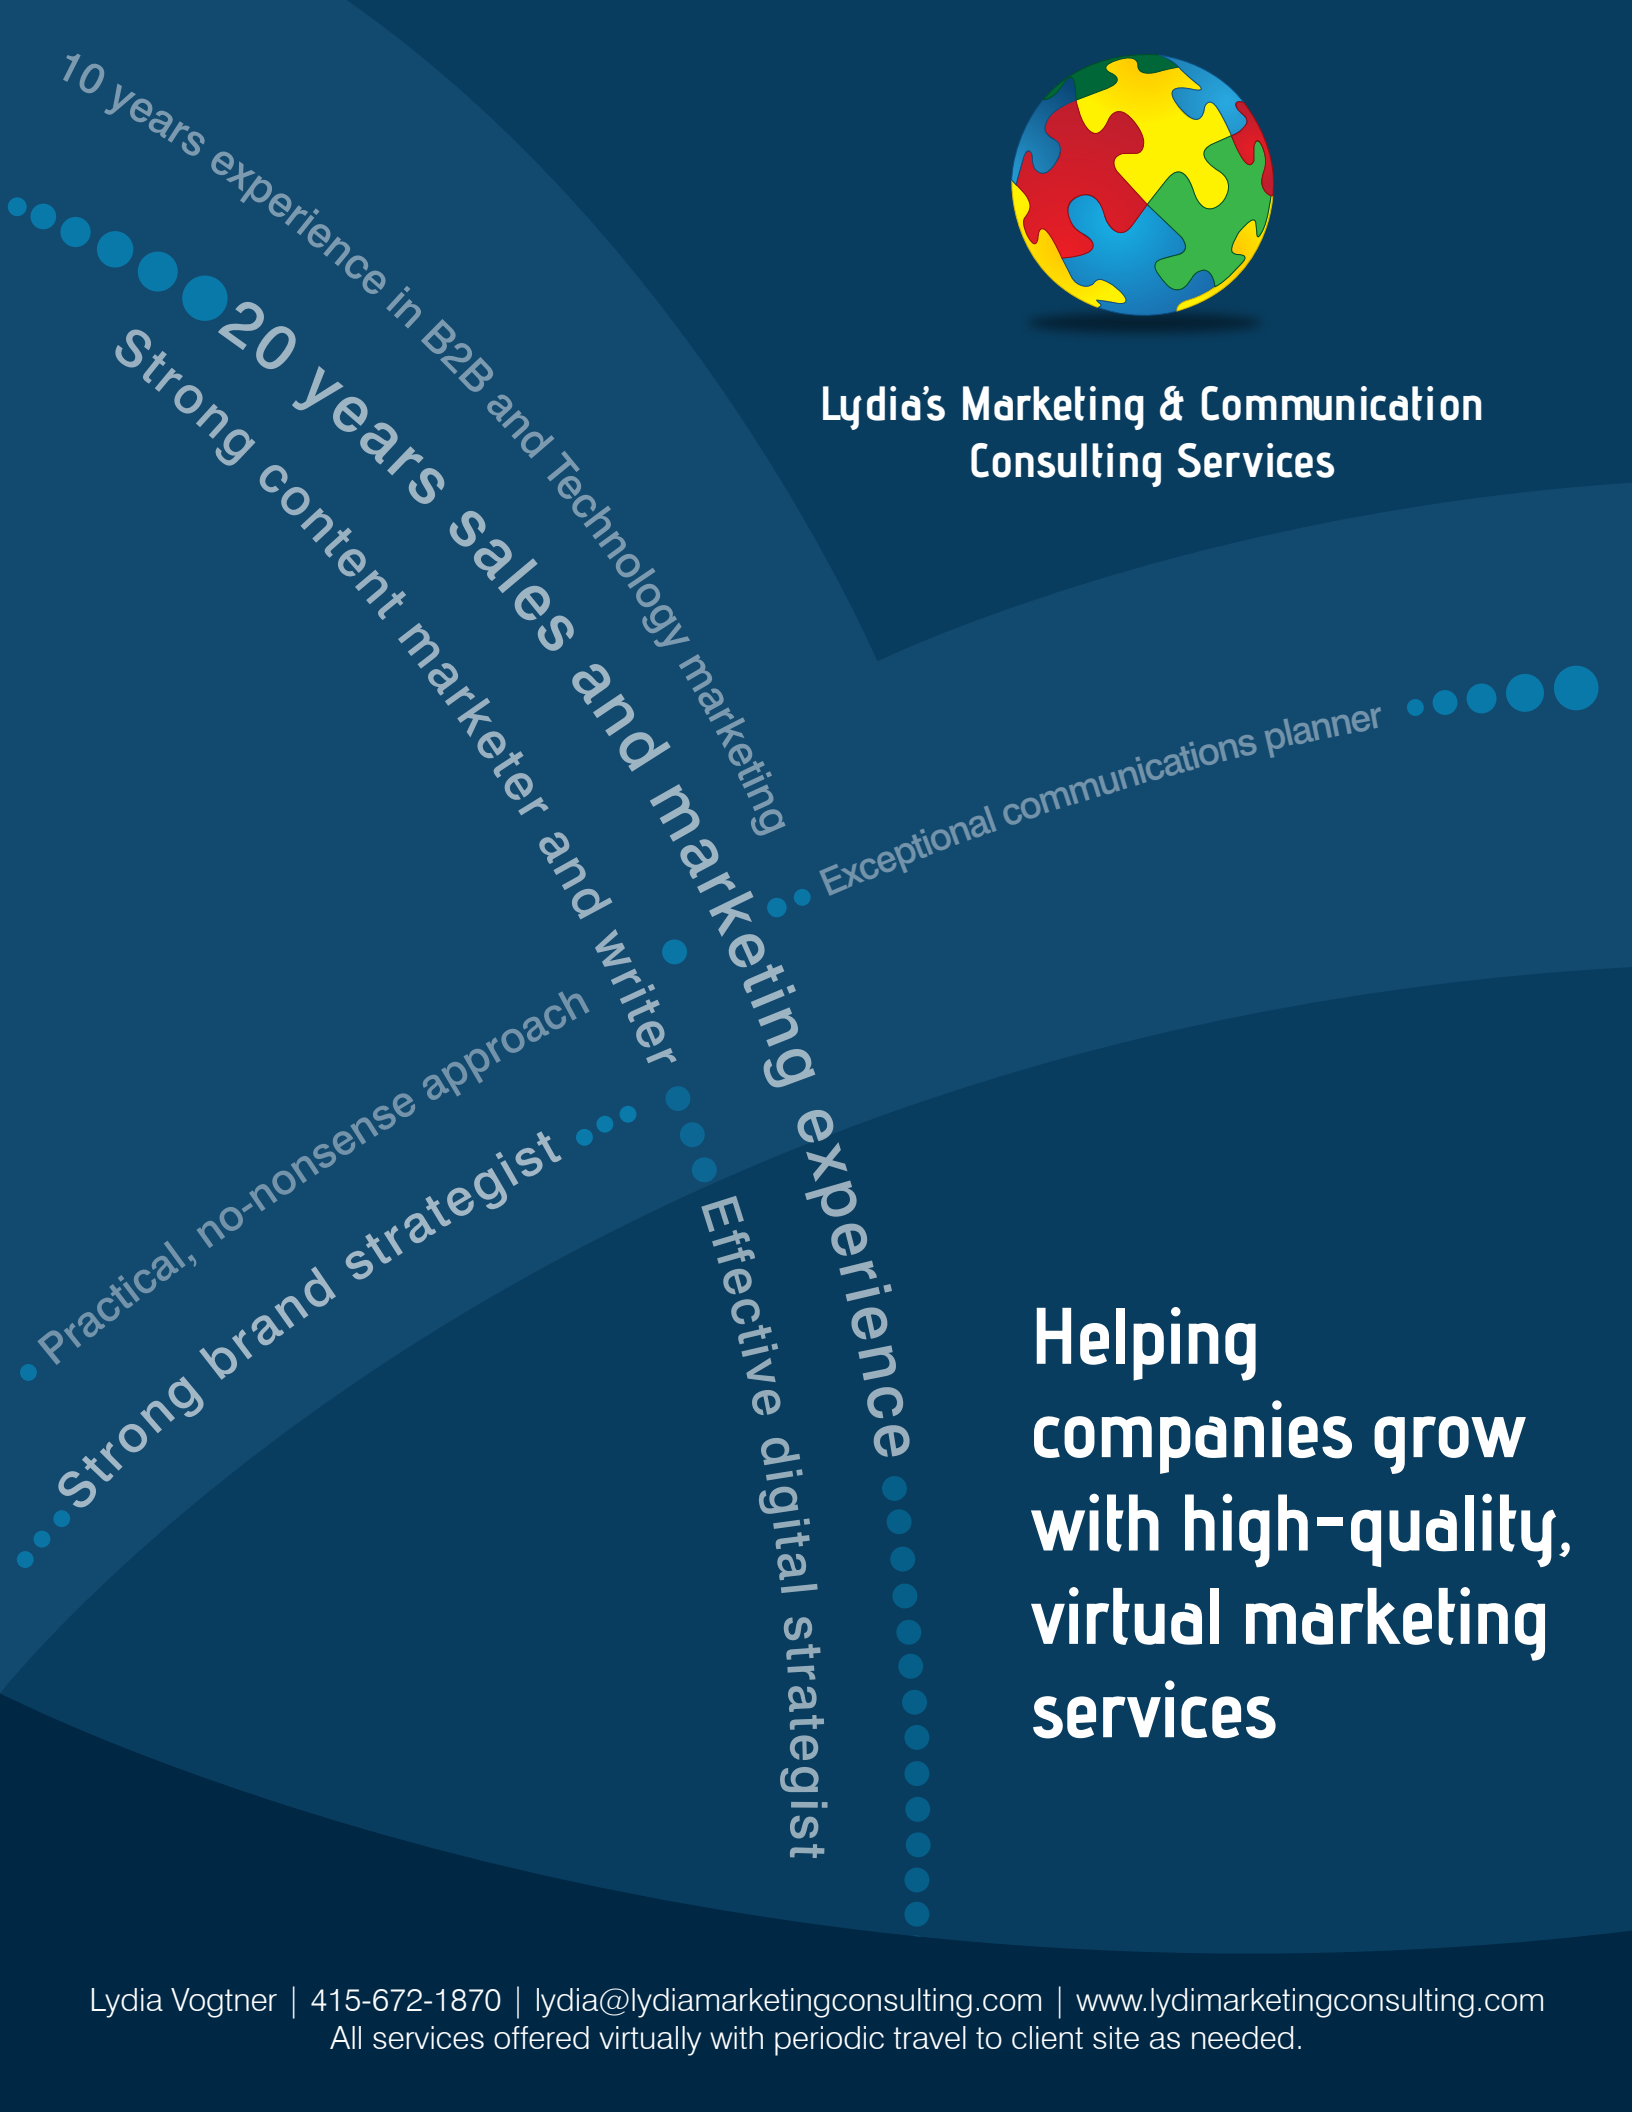 Lydia's Marketing & Communication
Consulting Services
10 years experience in B2B and Technology marketing
20 years sales and marketing experience
Strong content marketer and writer
Exceptional communications planner
Practical, no-nonsense approach
Strong brand strategist
Effective digital strategist
Helping
companies grow
with high-quality,
virtual marketing
services
Lydia Vogtner | 415-672-1870 | lydia@lydiamarketingconsulting.com | www.lydimarketingconsulting.com
All services offered virtually with periodic travel to client site as needed.